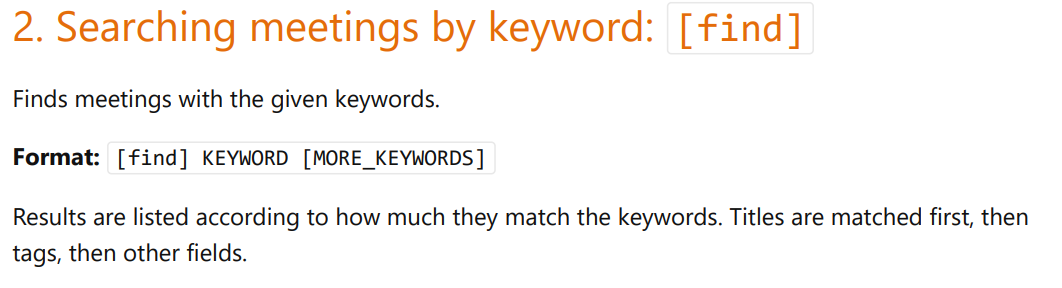 2. Searching meetings by keyword: [find]
Finds meetings with the given keywords.
Format: [find] KEYWORD [MORE_KEYWORDS]
Results are listed according to how much they match the keywords. Titles are matched first, then
tags, then other fields.